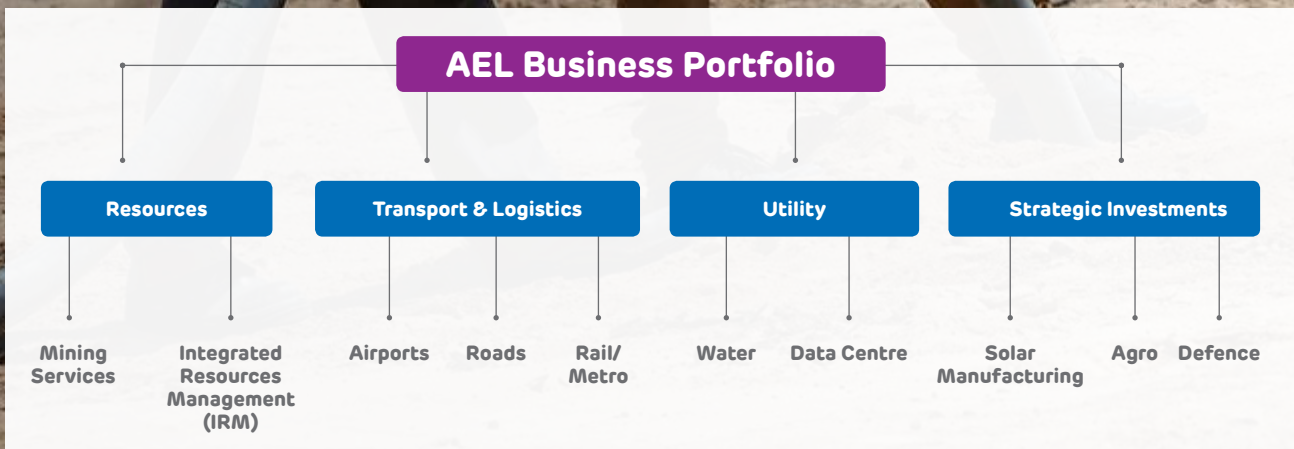 AEL Business Portfolio
Resources
Transport & Logistics
Utility
Strategic Investments
Mining
Services
Integrated
Resources
Management
(IRM)
Airports
Roads
Rail/
Metro
Water
Data Centre
Solar
Manufacturing
Agro
Defence